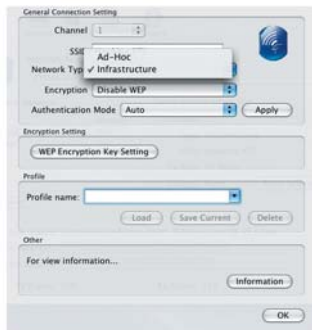 General Connection Setting
Channel 1
SSID
Ad-Hoc
Network Typ ✓ Infrastructure
Encryption Disable WEP
Authentication Mode Auto Apply
Encryption Setting
WEP Encryption Key Setting
Profile
Profile name:
Load Save Current Delete
Other
For view information...
Information
OK